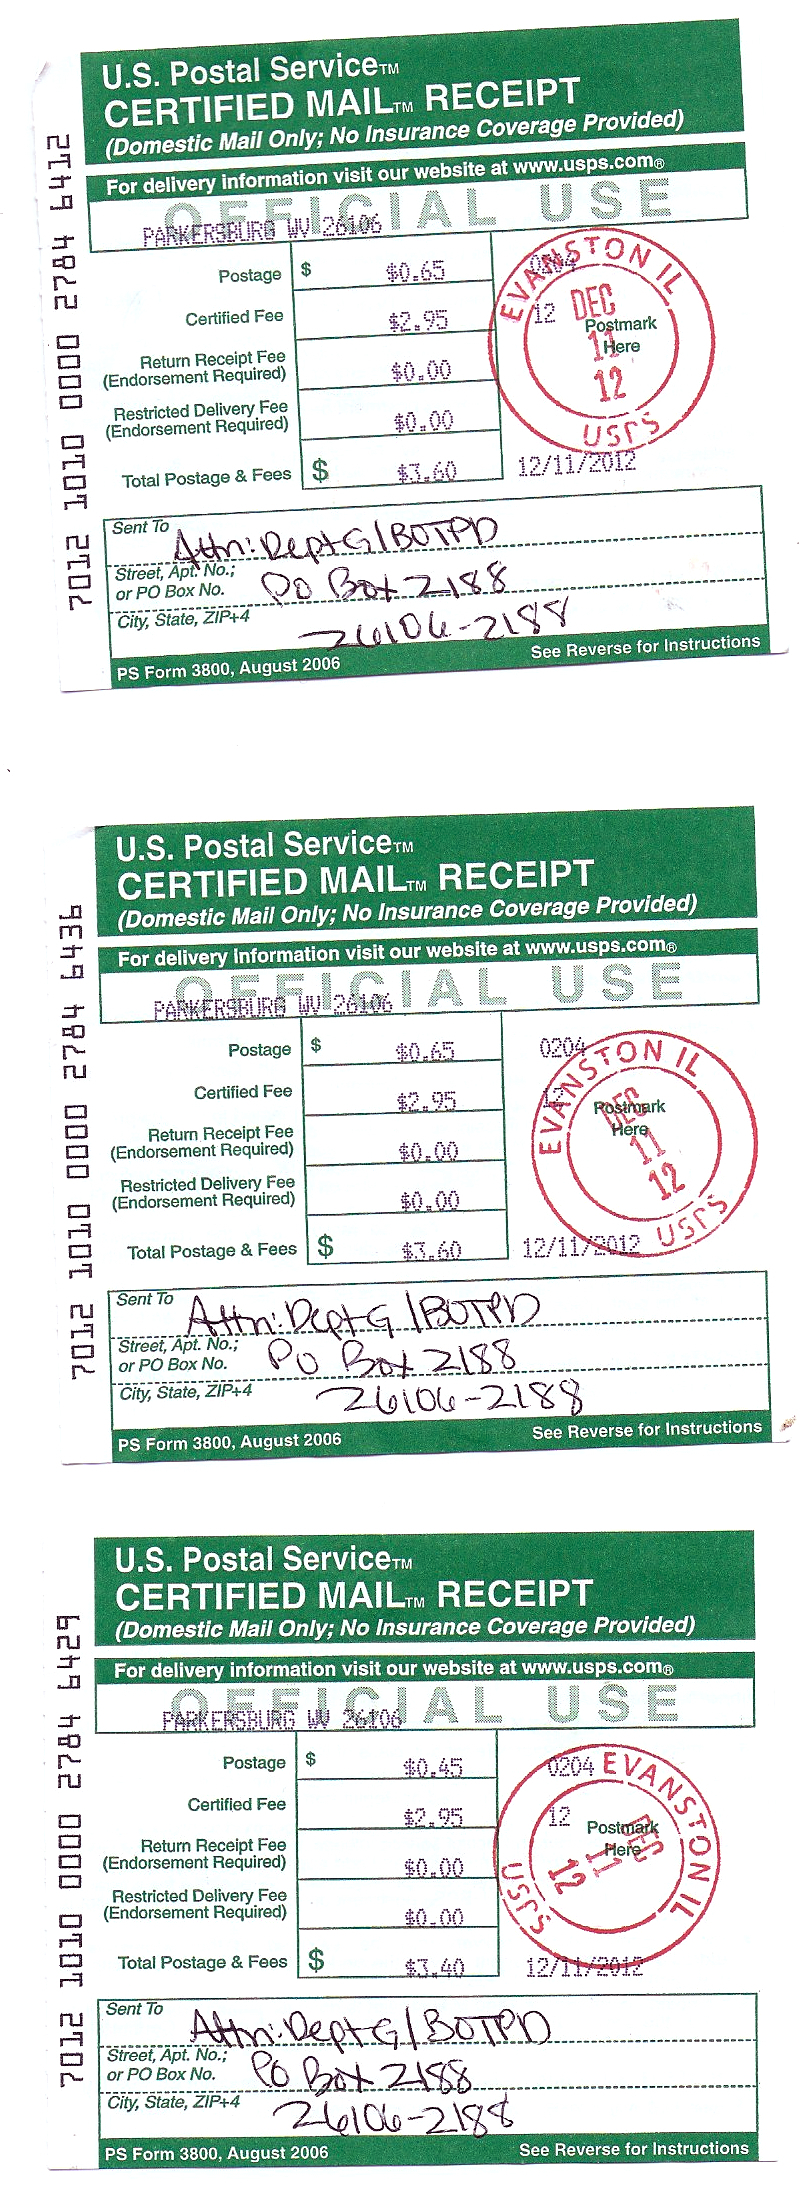 U.S. Postal Service™
CERTIFIED MAIL™ RECEIPT
(Domestic Mail Only; No Insurance Coverage Provided)
For delivery information visit our website at www.usps.com®
OFFICIAL USE
PARKERSBURG WV 26106
Postage $ $0.65 0204
Certified Fee $2.95 12
Return Receipt Fee
(Endorsement Required) $0.00
Restricted Delivery Fee
(Endorsement Required) $0.00
Total Postage & Fees $ $3.60 12/11/2012
Postmark
Here
EVANSTON IL
DEC
11
12
USPS
Sent To Attn: Dept G/BOTPD
Street, Apt. No.;
or PO Box No. PO Box 2188
City, State, ZIP+4 26106-2188
PS Form 3800, August 2006 See Reverse for Instructions
7012 1010 0000 2784 6412
U.S. Postal Service™
CERTIFIED MAIL™ RECEIPT
(Domestic Mail Only; No Insurance Coverage Provided)
For delivery information visit our website at www.usps.com®
OFFICIAL USE
PARKERSBURG WV 26106
Postage $ $0.65 0204
Certified Fee $2.95 12
Return Receipt Fee
(Endorsement Required) $0.00
Restricted Delivery Fee
(Endorsement Required) $0.00
Total Postage & Fees $ $3.60 12/11/2012
Postmark
Here
EVANSTON IL
DEC
11
12
USPS
Sent To Attn: Dept G/BOTPD
Street, Apt. No.;
or PO Box No. PO Box 2188
City, State, ZIP+4 26106-2188
PS Form 3800, August 2006 See Reverse for Instructions
7012 1010 0000 2784 6436
U.S. Postal Service™
CERTIFIED MAIL™ RECEIPT
(Domestic Mail Only; No Insurance Coverage Provided)
For delivery information visit our website at www.usps.com®
OFFICIAL USE
PARKERSBURG WV 26106
Postage $ $0.45 0204
Certified Fee $2.95 12
Return Receipt Fee
(Endorsement Required) $0.00
Restricted Delivery Fee
(Endorsement Required) $0.00
Total Postage & Fees $ $3.40 12/11/2012
Postmark
Here
EVANSTON IL
DEC
11
12
USPS
Sent To Attn: Dept G/BOTPD
Street, Apt. No.;
or PO Box No. PO Box 2188
City, State, ZIP+4 26106-2188
PS Form 3800, August 2006 See Reverse for Instructions
7012 1010 0000 2784 6429